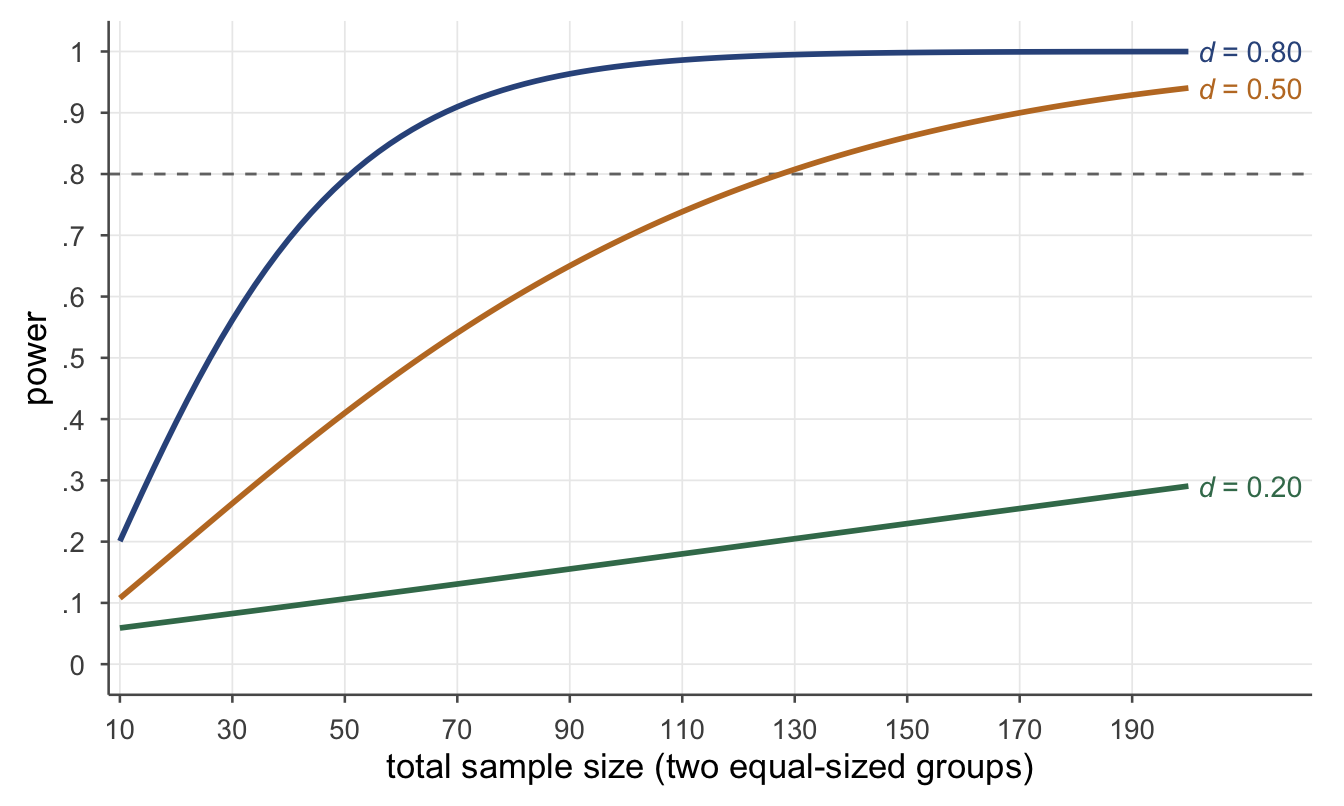 power
1
.9
.8
.7
.6
.5
.4
.3
.2
.1
0
d = 0.80
d = 0.50
d = 0.20
10 30 50 70 90 110 130 150 170 190
total sample size (two equal-sized groups)